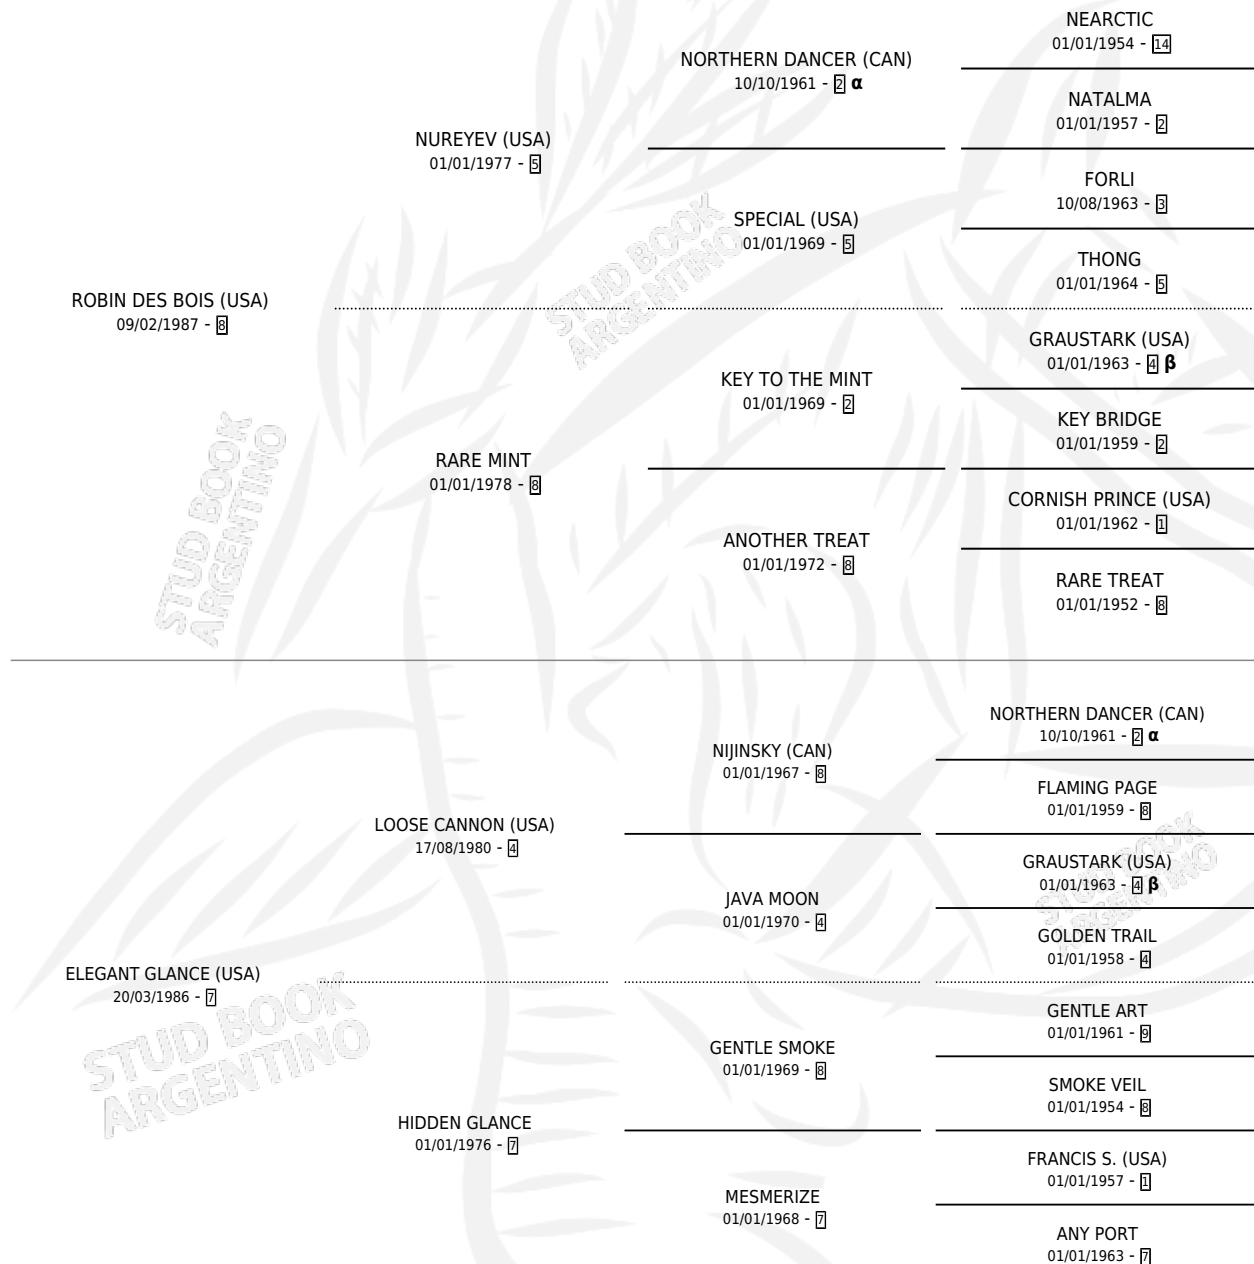 NEARCTIC
01/01/1954 - 14
NORTHERN DANCER (CAN)
10/10/1961 - 2 α
NATALMA
01/01/1957 - 2
NUREYEV (USA)
01/01/1977 - 5
FORLI
10/08/1963 - 3
SPECIAL (USA)
01/01/1969 - 5
THONG
01/01/1964 - 5
ROBIN DES BOIS (USA)
09/02/1987 - 8
GRAUSTARK (USA)
01/01/1963 - 4 β
KEY TO THE MINT
01/01/1969 - 2
KEY BRIDGE
01/01/1959 - 2
RARE MINT
01/01/1978 - 8
CORNISH PRINCE (USA)
01/01/1962 - 1
ANOTHER TREAT
01/01/1972 - 8
RARE TREAT
01/01/1952 - 8
NORTHERN DANCER (CAN)
10/10/1961 - 2 α
NIJINSKY (CAN)
01/01/1967 - 8
FLAMING PAGE
01/01/1959 - 8
LOOSE CANNON (USA)
17/08/1980 - 4
GRAUSTARK (USA)
01/01/1963 - 4 β
JAVA MOON
01/01/1970 - 4
GOLDEN TRAIL
01/01/1958 - 4
ELEGANT GLANCE (USA)
20/03/1986 - 7
GENTLE ART
01/01/1961 - 9
GENTLE SMOKE
01/01/1969 - 8
SMOKE VEIL
01/01/1954 - 8
HIDDEN GLANCE
01/01/1976 - 7
FRANCIS S. (USA)
01/01/1957 - 1
MESMERIZE
01/01/1968 - 7
ANY PORT
01/01/1963 - 7
STUD BOOK
ARGENTINO
STUD BOOK
ARGENTINO
STUD BOOK
ARGENTINO
STUD BOOK
ARGENTINO